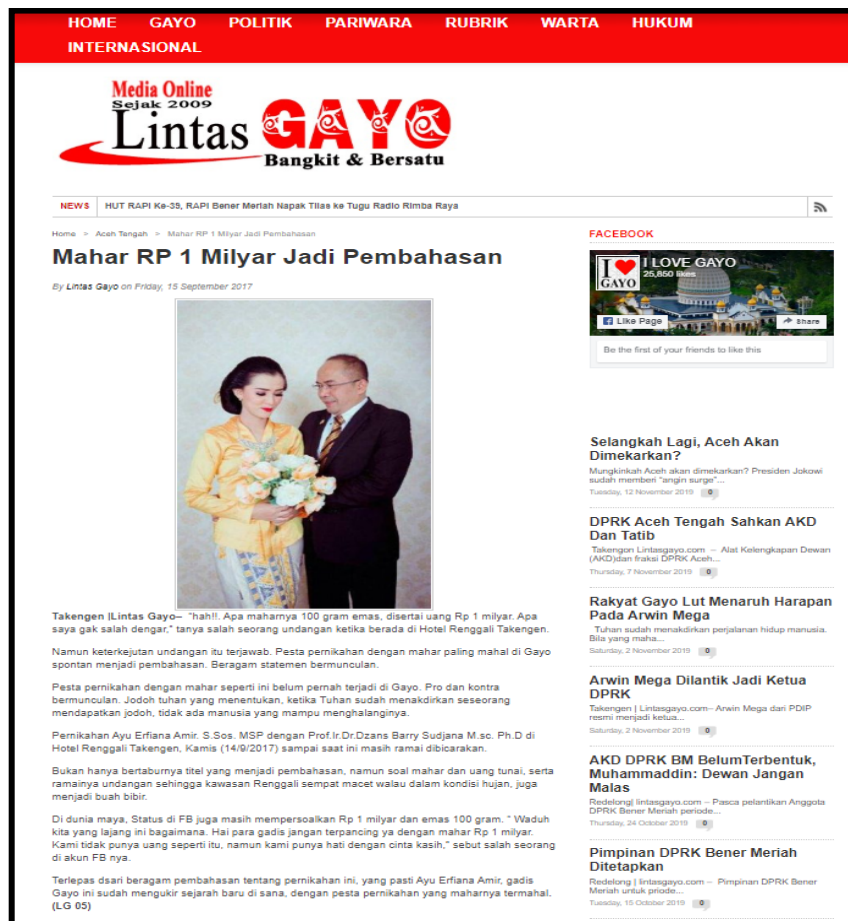 HOME GAYO POLITIK PARIWARA RUBRIK WARTA HUKUM
INTERNASIONAL
Media Online
Sejak 2009
Lintas GAYO
Bangkit & Bersatu
NEWS HUT RAPI Ke-39, RAPI Bener Meriah Napak Tilas ke Tugu Radio Rimba Raya
Home > Aceh Tengah > Mahar RP 1 Milyar Jadi Pembahasan
Mahar RP 1 Milyar Jadi Pembahasan
By Lintas Gayo on Friday, 15 September 2017
Takengen |Lintas Gayo– "hah!!. Apa maharnya 100 gram emas, disertai uang Rp 1 milyar. Apa
saya gak salah dengar," tanya salah seorang undangan ketika berada di Hotel Renggali Takengen.
Namun keterkejutan undangan itu terjawab. Pesta pernikahan dengan mahar paling mahal di Gayo
spontan menjadi pembahasan. Beragam statemen bermunculan.
Pesta pernikahan dengan mahar seperti ini belum pernah terjadi di Gayo. Pro dan kontra
bermunculan. Jodoh tuhan yang menentukan, ketika Tuhan sudah menakdirkan seseorang
mendapatkan jodoh, tidak ada manusia yang mampu menghalanginya.
Pernikahan Ayu Erfiana Amir. S.Sos. MSP dengan Prof.Ir.Dr.Dzans Barry Sudjana M.sc. Ph.D di
Hotel Renggali Takengen, Kamis (14/9/2017) sampai saat ini masih ramai dibicarakan.
Bukan hanya bertaburnya titel yang menjadi pembahasan, namun soal mahar dan uang tunai, serta
ramainya undangan sehingga kawasan Renggali sempat macet walau dalam kondisi hujan, juga
menjadi buah bibir.
Di dunia maya, Status di FB juga masih mempersoalkan Rp 1 milyar dan emas 100 gram. " Waduh
kita yang lajang ini bagaimana. Hai para gadis jangan terpancing ya dengan mahar Rp 1 milyar.
Kami tidak punya uang seperti itu, namun kami punya hati dengan cinta kasih," sebut salah seorang
di akun FB nya.
Terlepas dsari beragam pembahasan tentang pernikahan ini, yang pasti Ayu Erfiana Amir, gadis
Gayo ini sudah mengukir sejarah baru di sana, dengan pesta pernikahan yang maharnya termahal.
(LG 05)
FACEBOOK
I GAYO
I LOVE GAYO
25,850 likes
Like Page
Share
Be the first of your friends to like this
Selangkah Lagi, Aceh Akan
Dimekarkan?
Mungkinkah Aceh akan dimekarkan? Presiden Jokowi
sudah memberi "angin surge"...
Tuesday, 12 November 2019 0
DPRK Aceh Tengah Sahkan AKD
Dan Tatib
Takengon Lintasgayo.com – Alat Kelengkapan Dewan
(AKD)dan fraksi DPRK Aceh...
Thursday, 7 November 2019 0
Rakyat Gayo Lut Menaruh Harapan
Pada Arwin Mega
Tuhan sudah menakdirkan perjalanan hidup manusia.
Bila yang maha...
Saturday, 2 November 2019 0
Arwin Mega Dilantik Jadi Ketua
DPRK
Takengen | Lintasgayo.com– Arwin Mega dari PDIP
resmi menjadi ketua...
Saturday, 2 November 2019 0
AKD DPRK BM BelumTerbentuk,
Muhammaddin: Dewan Jangan
Malas
Redelong| lintasgayo.com – Pasca pelantikan Anggota
DPRK Bener Meriah periode...
Thursday, 24 October 2019 0
Pimpinan DPRK Bener Meriah
Ditetapkan
Redelong | lintasgayo.com – Pimpinan DPRK Bener
Meriah untuk priode...
Tuesday, 15 October 2019 0